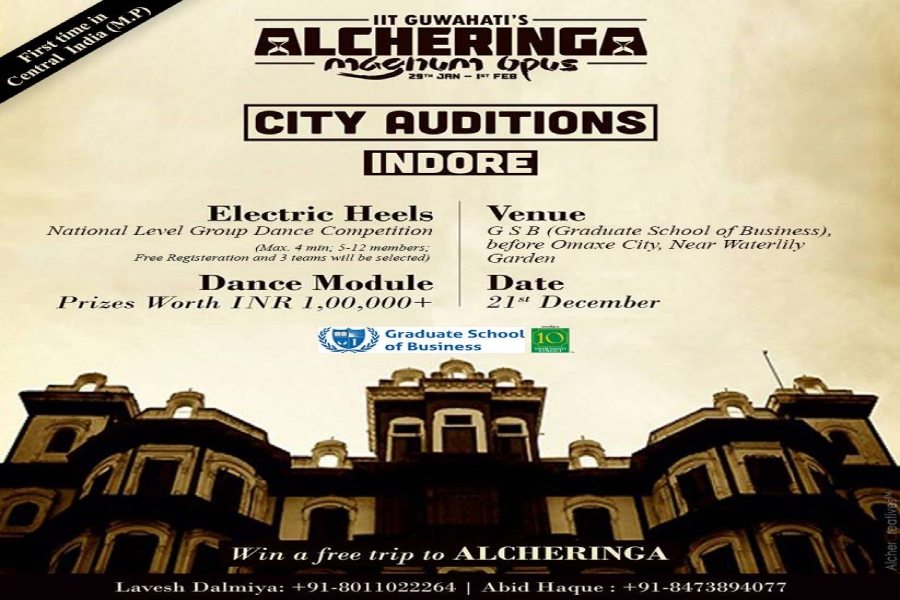 First time in
Central India (M.P)
IIT GUWAHATI'S
ALCHERINGA
magnum opus
29TH JAN - 1ST FEB
CITY AUDITIONS
INDORE
Electric Heels
National Level Group Dance Competition
(Max. 4 min; 5-12 members;
Free Registeration and 3 teams will be selected)
Dance Module
Prizes Worth INR 1,00,000+
Venue
G S B (Graduate School of Business),
before Omaxe City, Near Waterlily
Garden
Date
21st December
Graduate School
of Business
10
Win a free trip to ALCHERINGA
Lavesh Dalmiya: +91-8011022264 | Abid Haque : +91-8473894077